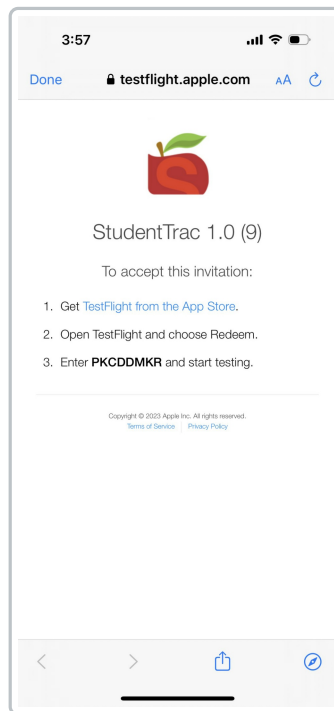 3:57
Done testflight.apple.com AA
S
StudentTrac 1.0 (9)
To accept this invitation:
1. Get TestFlight from the App Store.
2. Open TestFlight and choose Redeem.
3. Enter PKCDDMKR and start testing.
Copyright © 2023 Apple Inc. All rights reserved.
Terms of Service | Privacy Policy